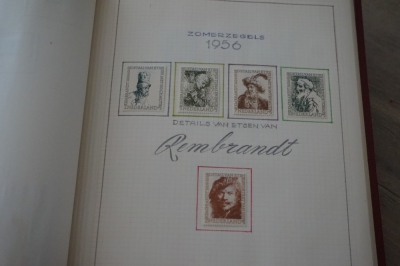 ZOMERZEGELS
1956
DETAILS VAN ETSEN VAN
Rembrandt